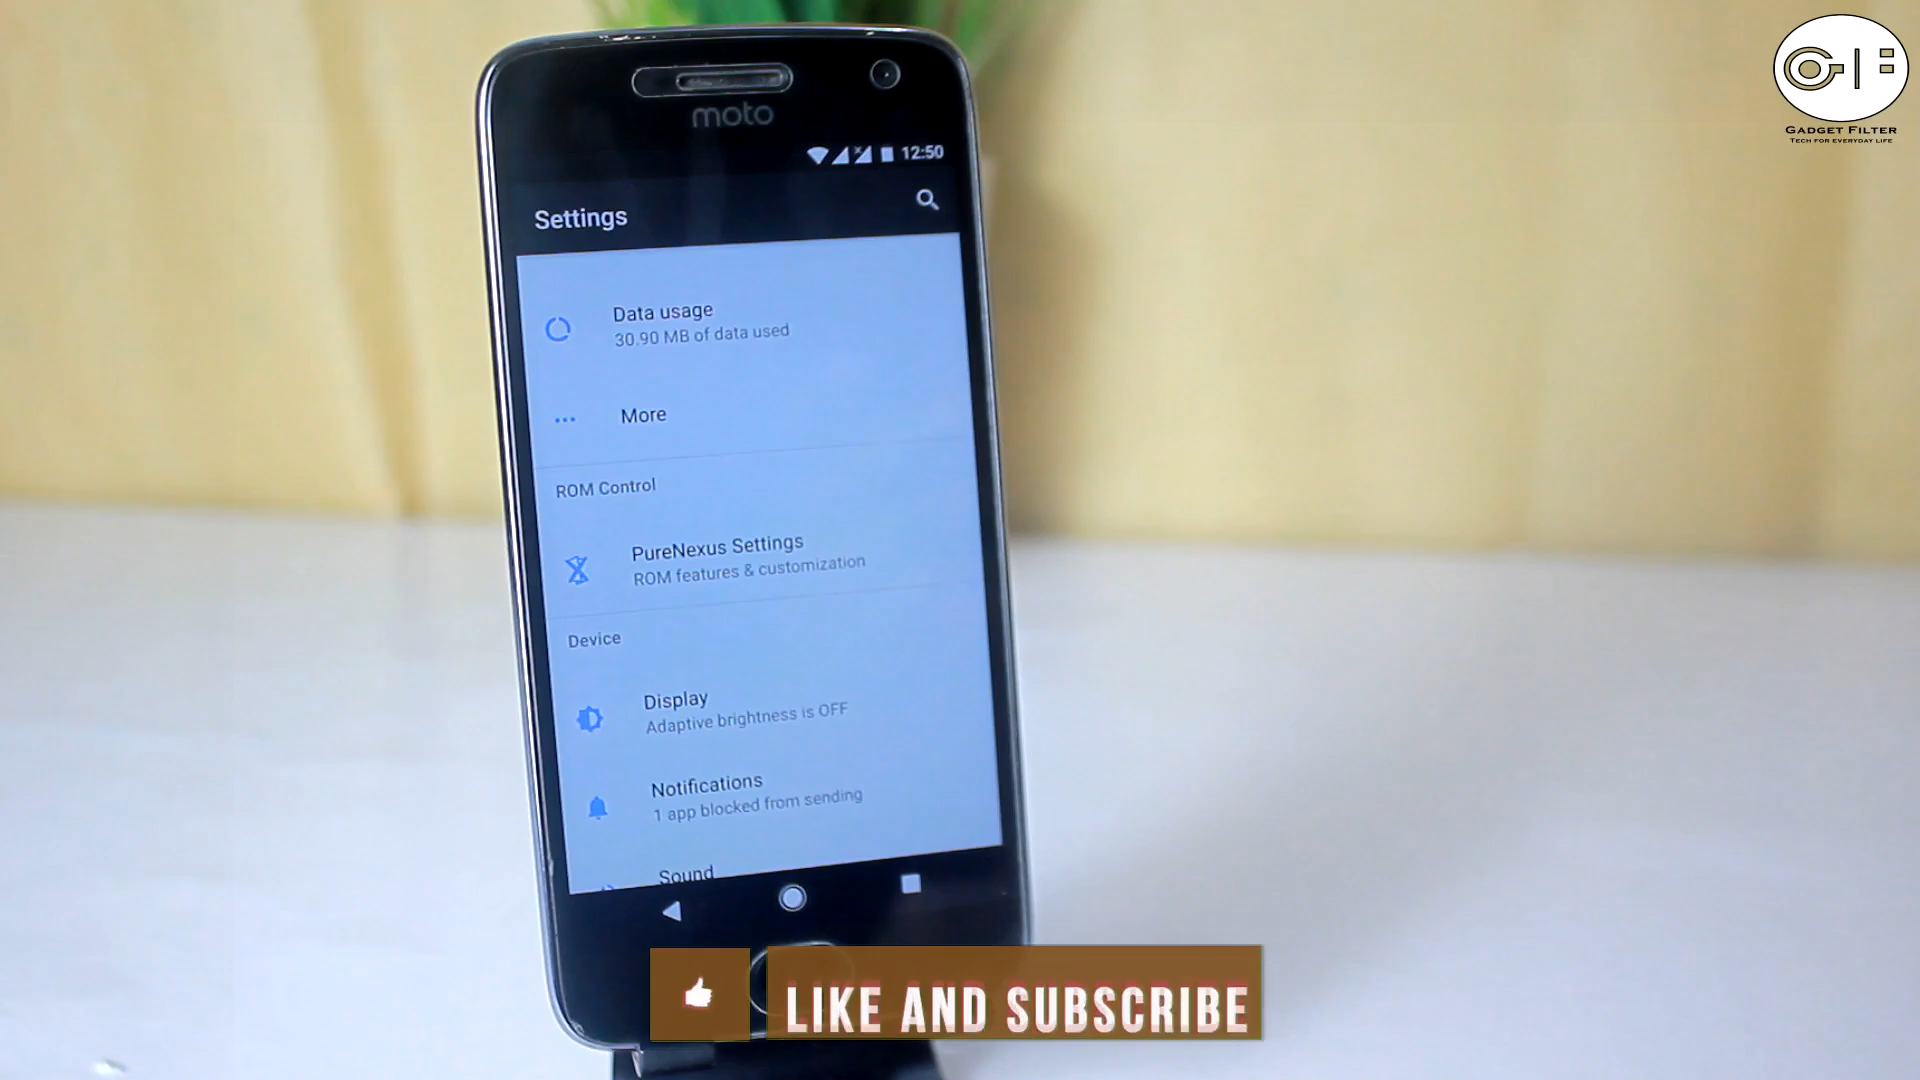 GADGET FILTER
TECH FOR EVERYDAY LIFE
moto
12:50
Settings
Data usage
30.90 MB of data used
More
ROM Control
PureNexus Settings
ROM features & customization
Device
Display
Adaptive brightness is OFF
Notifications
1 app blocked from sending
Sound
LIKE AND SUBSCRIBE